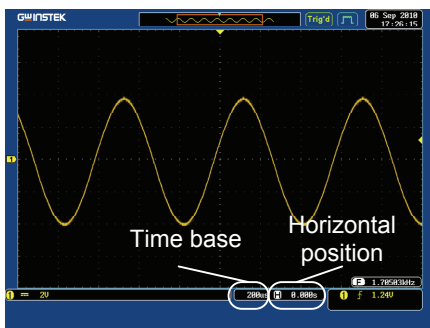 GWINSTEK
Trig'd
06 Sep 2010
17:26:15
1
Time base
Horizontal
position
F 1.70503kHz
1 2V
200us H 0.000s
1 f 1.24V